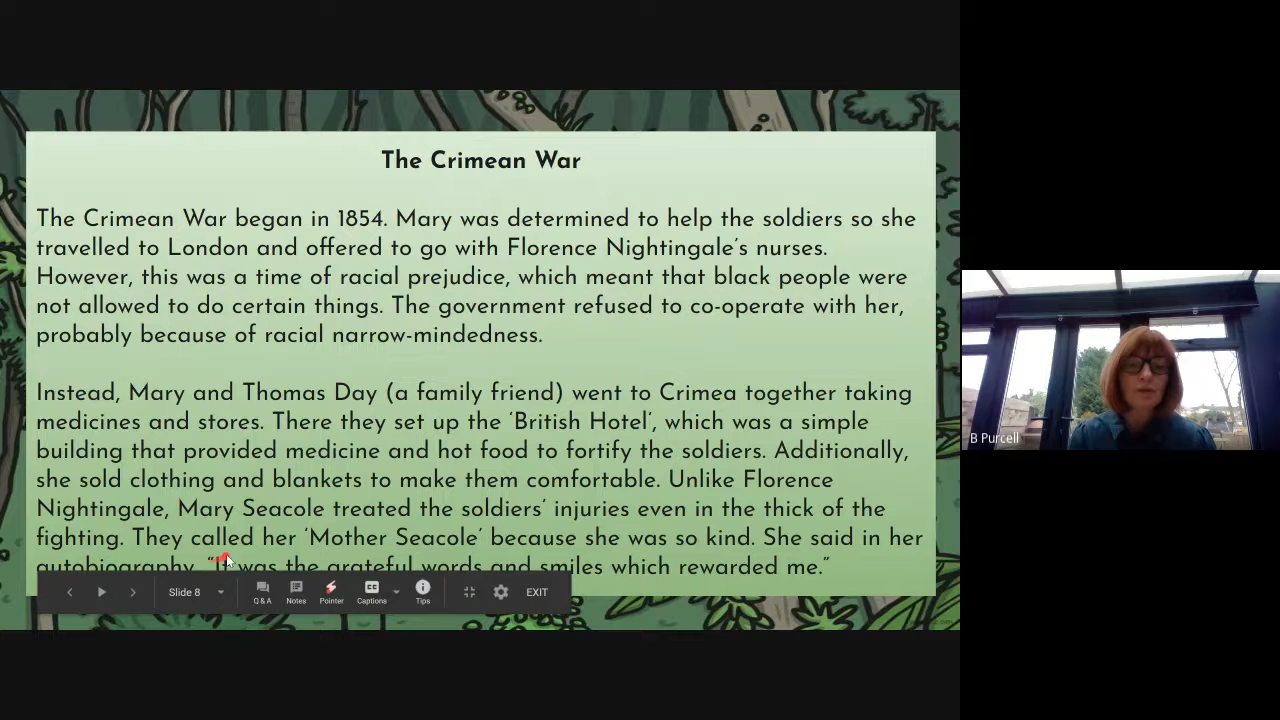 The Crimean War
The Crimean War began in 1854. Mary was determined to help the soldiers so she
travelled to London and offered to go with Florence Nightingale's nurses.
However, this was a time of racial prejudice, which meant that black people were
not allowed to do certain things. The government refused to co-operate with her,
probably because of racial narrow-mindedness.
Instead, Mary and Thomas Day (a family friend) went to Crimea together taking
medicines and stores. There they set up the ‘British Hotel’, which was a simple
building that provided medicine and hot food to fortify the soldiers. Additionally,
she sold clothing and blankets to make them comfortable. Unlike Florence
Nightingale, Mary Seacole treated the soldiers’ injuries even in the thick of the
fighting. They called her ‘Mother Seacole’ because she was so kind. She said in her
autobiography, “It was the grateful words and smiles which rewarded me.”
Slide 8
Q & A
Notes
Pointer
CC
Captions
Tips
EXIT
B Purcell